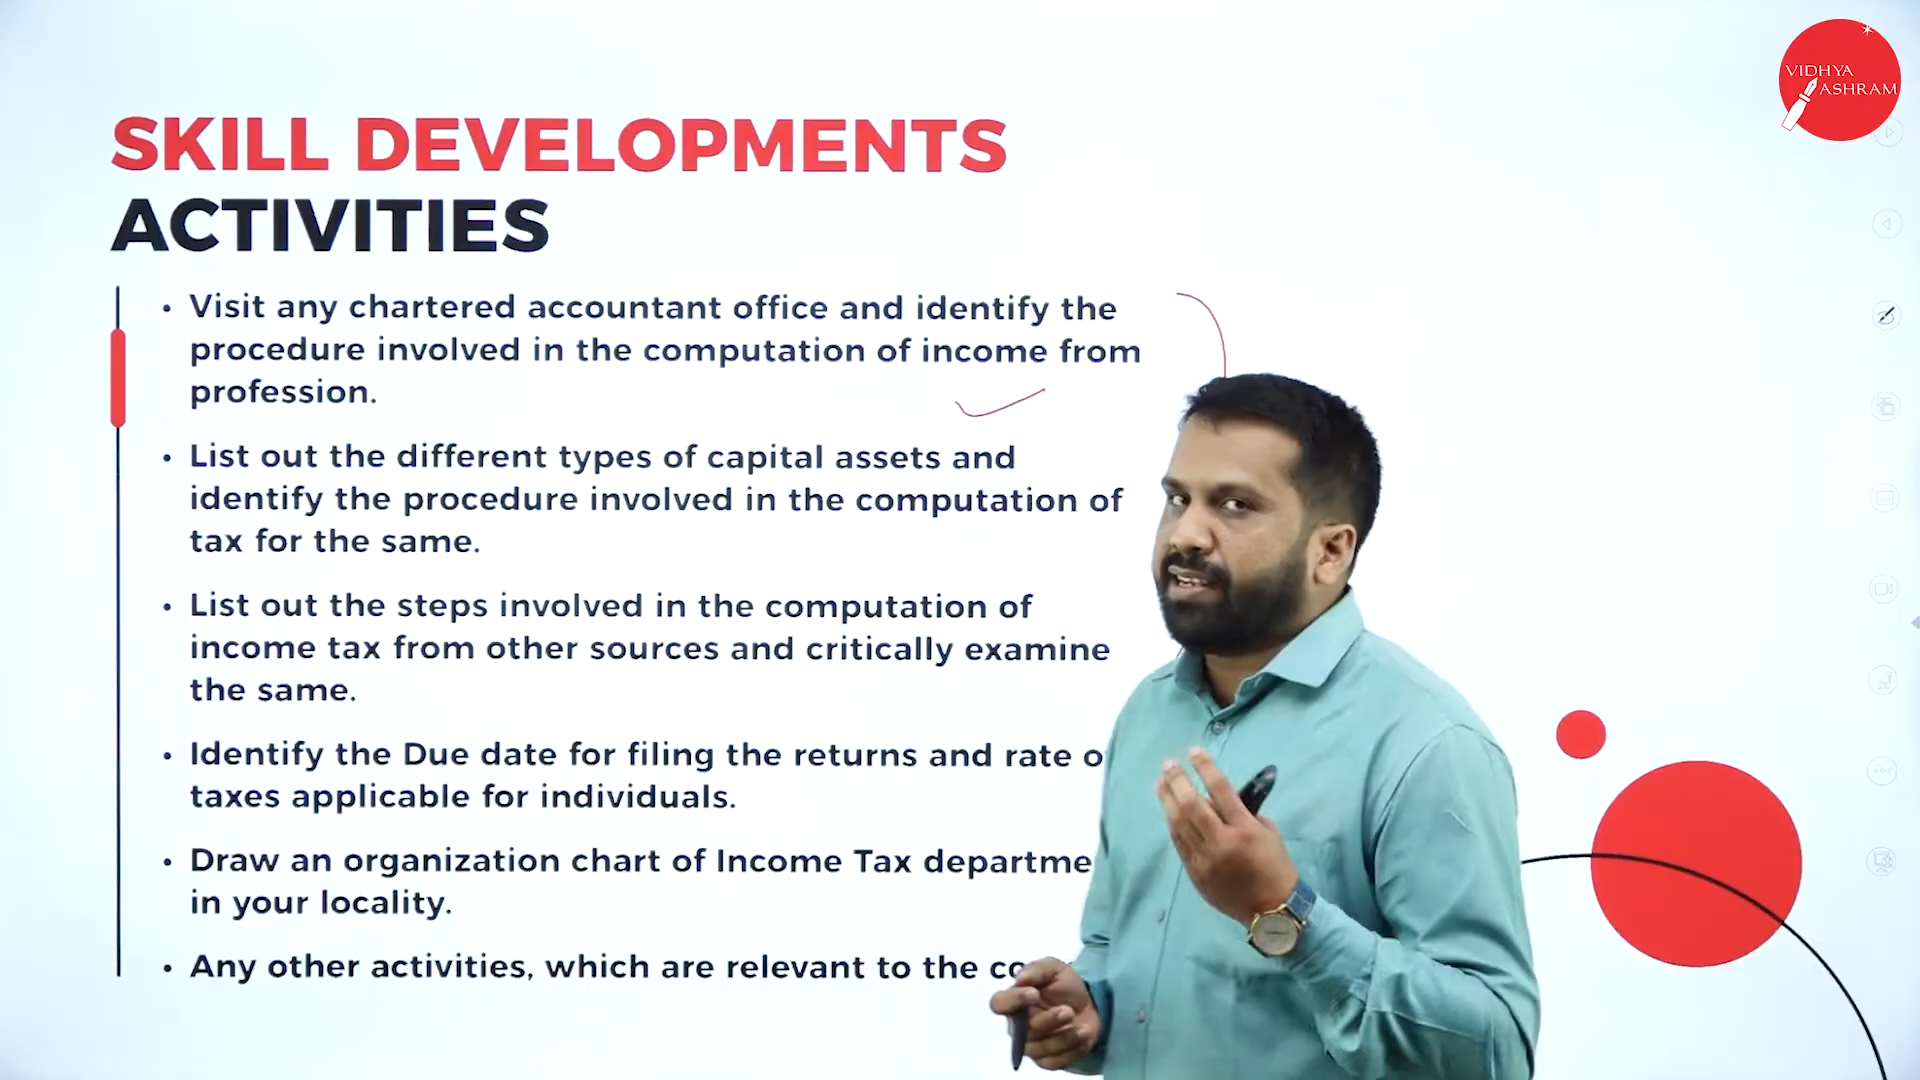 VIDHYA
ASHRAM
SKILL DEVELOPMENTS
ACTIVITIES
• Visit any chartered accountant office and identify the
procedure involved in the computation of income from
profession.
• List out the different types of capital assets and
identify the procedure involved in the computation of
tax for the same.
• List out the steps involved in the computation of
income tax from other sources and critically examine
the same.
• Identify the Due date for filing the returns and rate
taxes applicable for individuals.
• Draw an organization chart of Income Tax
in your locality.
• Any other activities, which are relevant to the